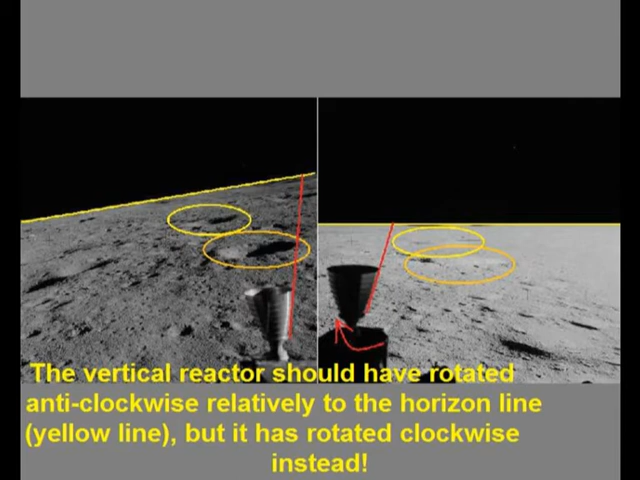 The vertical reactor should have rotated
anti-clockwise relatively to the horizon line
(yellow line), but it has rotated clockwise
instead!